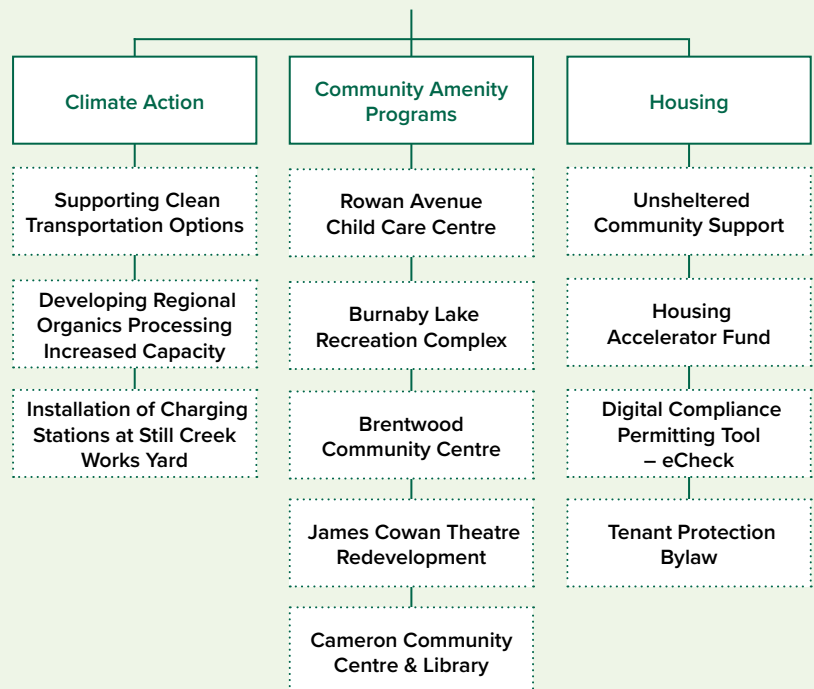 Climate Action
Supporting Clean
Transportation Options
Developing Regional
Organics Processing
Increased Capacity
Installation of Charging
Stations at Still Creek
Works Yard
Community Amenity
Programs
Rowan Avenue
Child Care Centre
Burnaby Lake
Recreation Complex
Brentwood
Community Centre
James Cowan Theatre
Redevelopment
Cameron Community
Centre & Library
Housing
Unsheltered
Community Support
Housing
Accelerator Fund
Digital Compliance
Permitting Tool
– eCheck
Tenant Protection
Bylaw